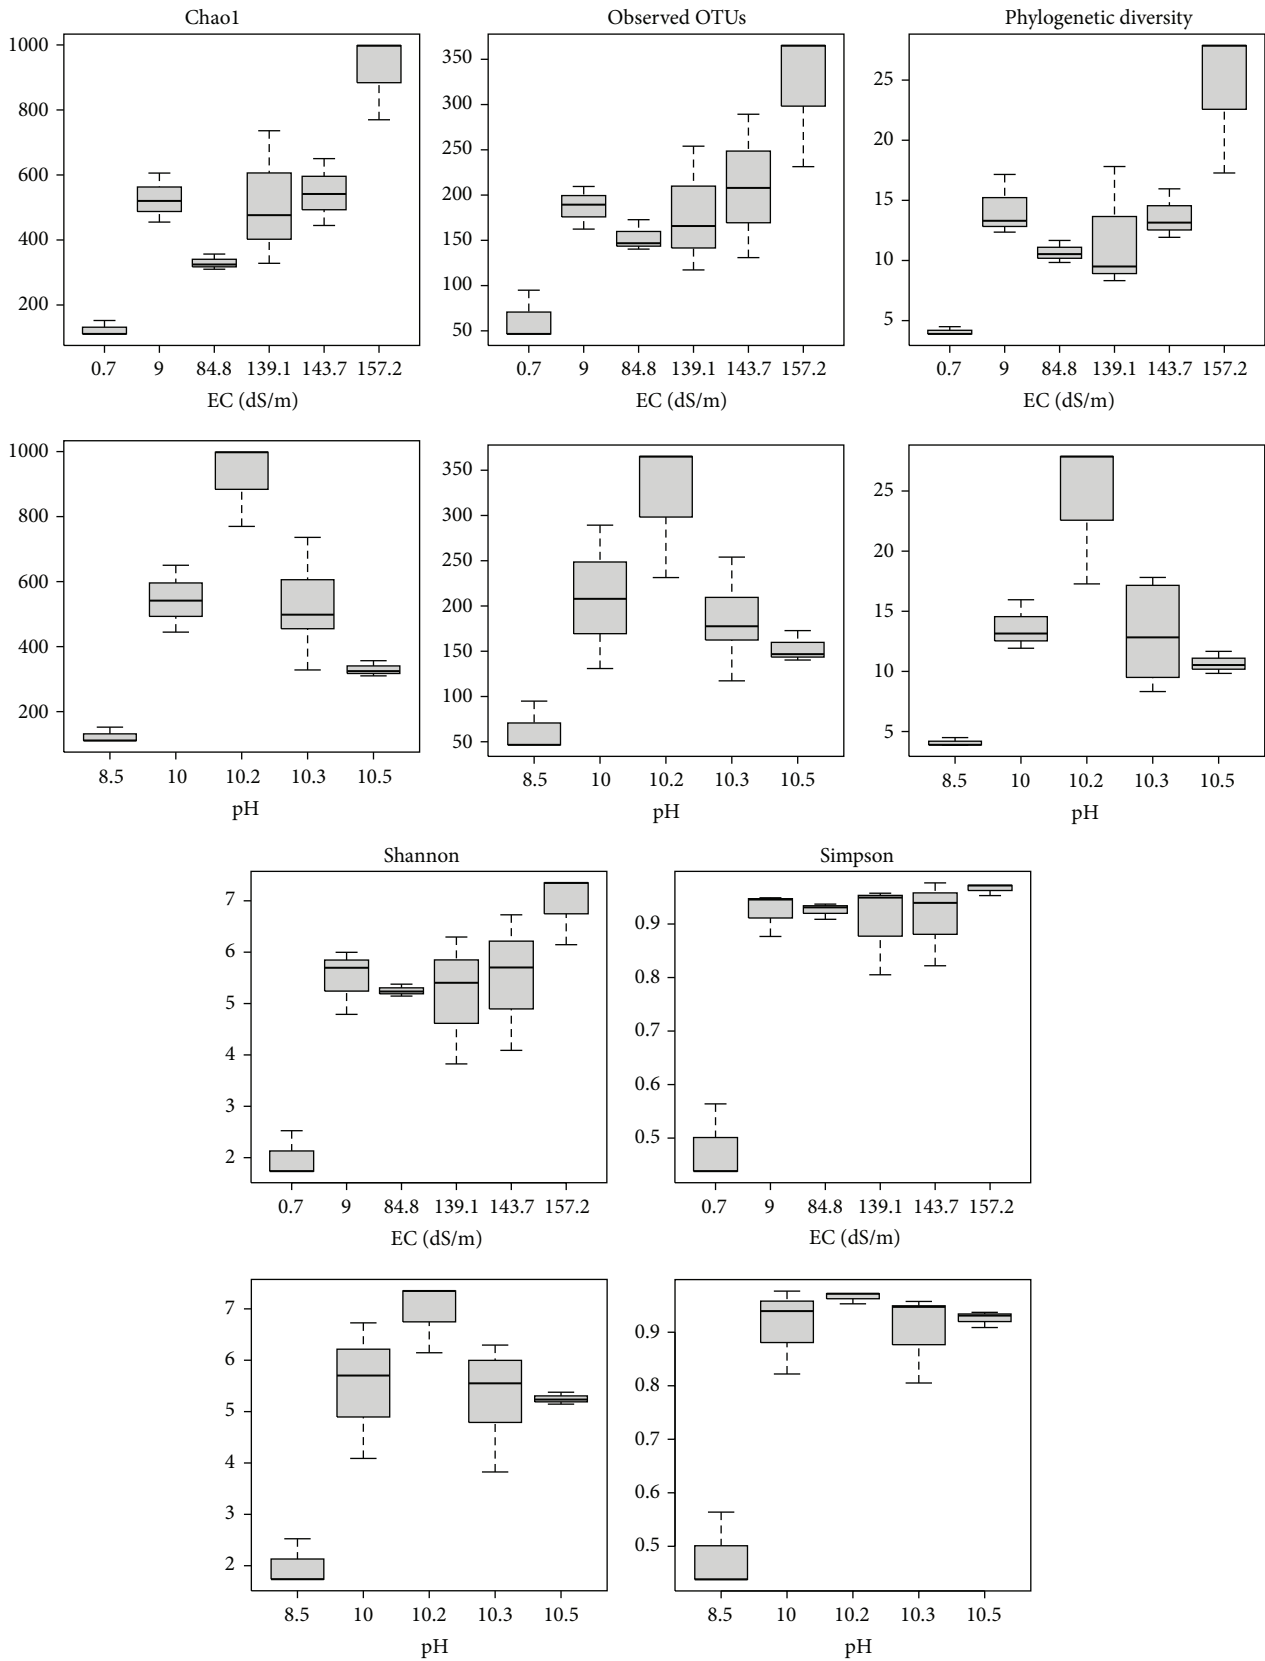 Chao1 Observed OTUs Phylogenetic diversity
1000
800
600
400
200
0.7 9 84.8 139.1 143.7 157.2
EC (dS/m)
350
300
250
200
150
100
50
0.7 9 84.8 139.1 143.7 157.2
EC (dS/m)
25
20
15
10
5
0.7 9 84.8 139.1 143.7 157.2
EC (dS/m)
1000
800
600
400
200
8.5 10 10.2 10.3 10.5
pH
350
300
250
200
150
100
50
8.5 10 10.2 10.3 10.5
pH
25
20
15
10
5
8.5 10 10.2 10.3 10.5
pH
Shannon
7
6
5
4
3
2
0.7 9 84.8 139.1 143.7 157.2
EC (dS/m)
Simpson
0.9
0.8
0.7
0.6
0.5
0.7 9 84.8 139.1 143.7 157.2
EC (dS/m)
7
6
5
4
3
2
8.5 10 10.2 10.3 10.5
pH
0.9
0.8
0.7
0.6
0.5
8.5 10 10.2 10.3 10.5
pH